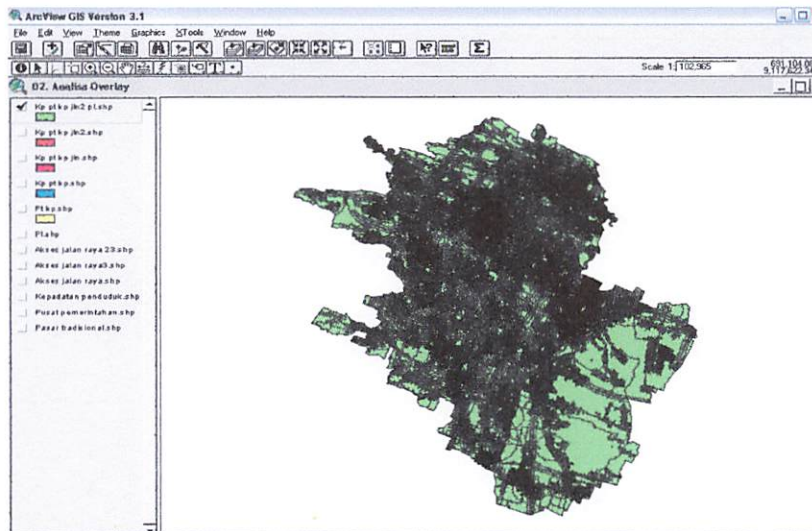 ArcView GIS Version 3.1
File Edit View Theme Graphics XTools Window Help
Scale 1: 102,965
02. Analisa Overlay
Kp pt kp jln2 pl.shp
Kp pt kp jln2.shp
Kp pt kp jln.shp
Kp pt kp.shp
Pt kp.shp
Pt.shp
Akses jalan raya 23.shp
Akses jalan raya3.shp
Akses jalan raya.shp
Kepadatan penduduk.shp
Pusat pemerintahan.shp
Pasar tradisional.shp